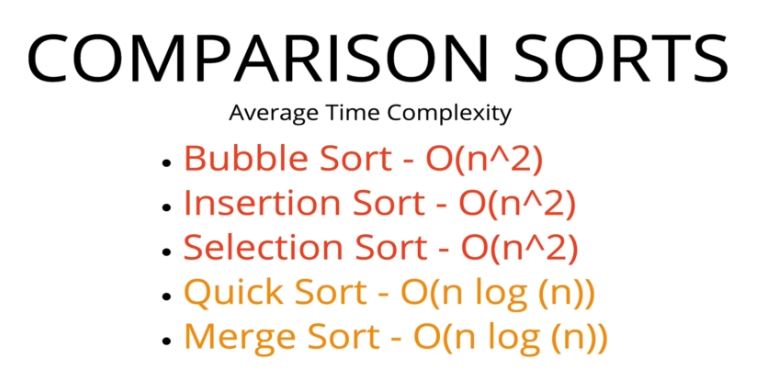 COMPARISON SORTS
Average Time Complexity
• Bubble Sort - O(n^2)
• Insertion Sort - O(n^2)
• Selection Sort - O(n^2)
• Quick Sort - O(n log (n))
• Merge Sort - O(n log (n))